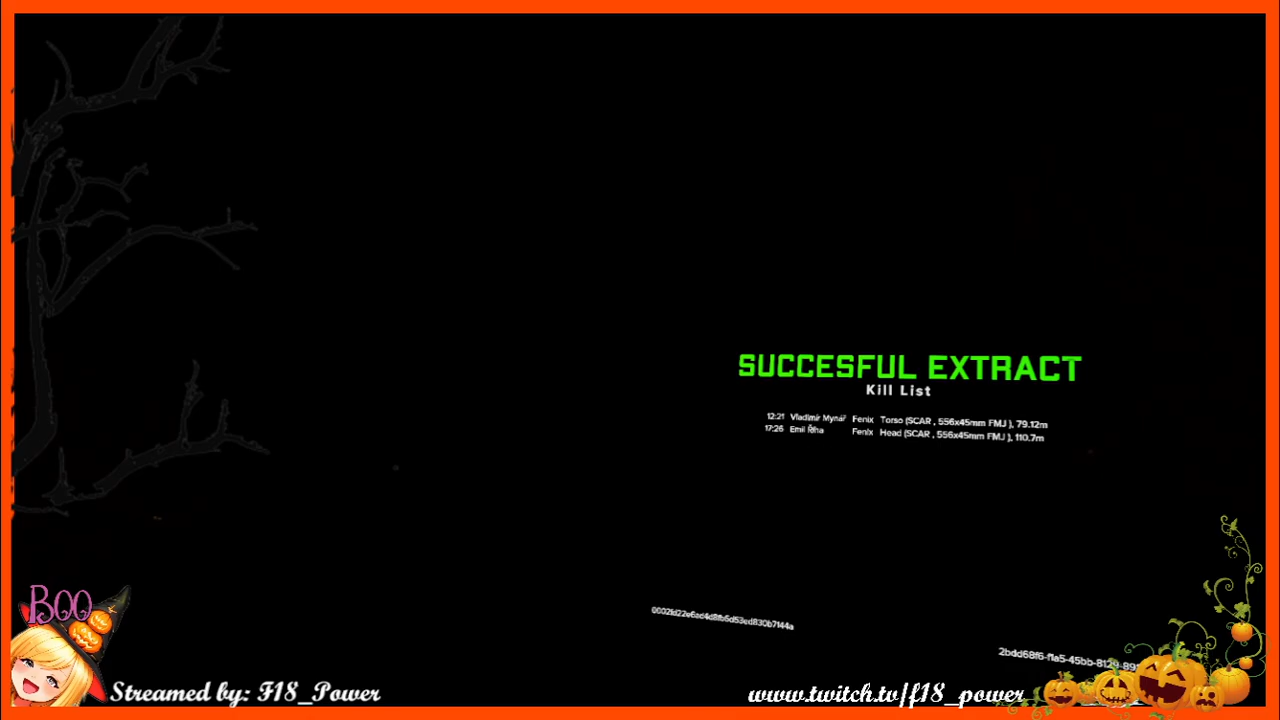 SUCCESFUL EXTRACT
Kill List
12:21 Vladimír Mynář Fenix Torso (SCAR , 556x45mm FMJ ), 79.12m
17:26 Emil Říha Fenix Head (SCAR , 556x45mm FMJ ), 110.7m
BOO
Streamed by: F18_Power
www.twitch.tv/f18_power